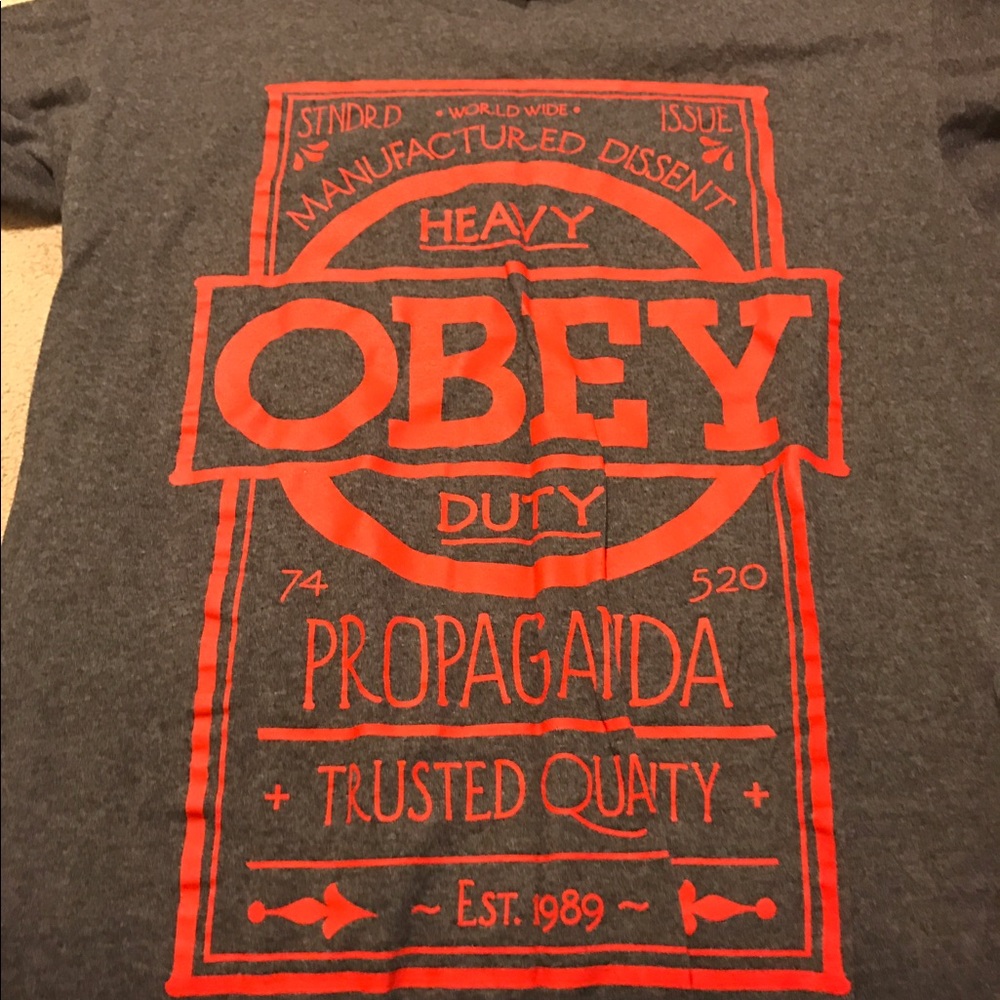 STNDRD • WORLD WIDE • ISSUE
MANUFACTURED DISSENT
HEAVY
OBEY
DUTY
74 520
PROPAGANDA
+ TRUSTED QUALITY +
~ EST. 1989 ~